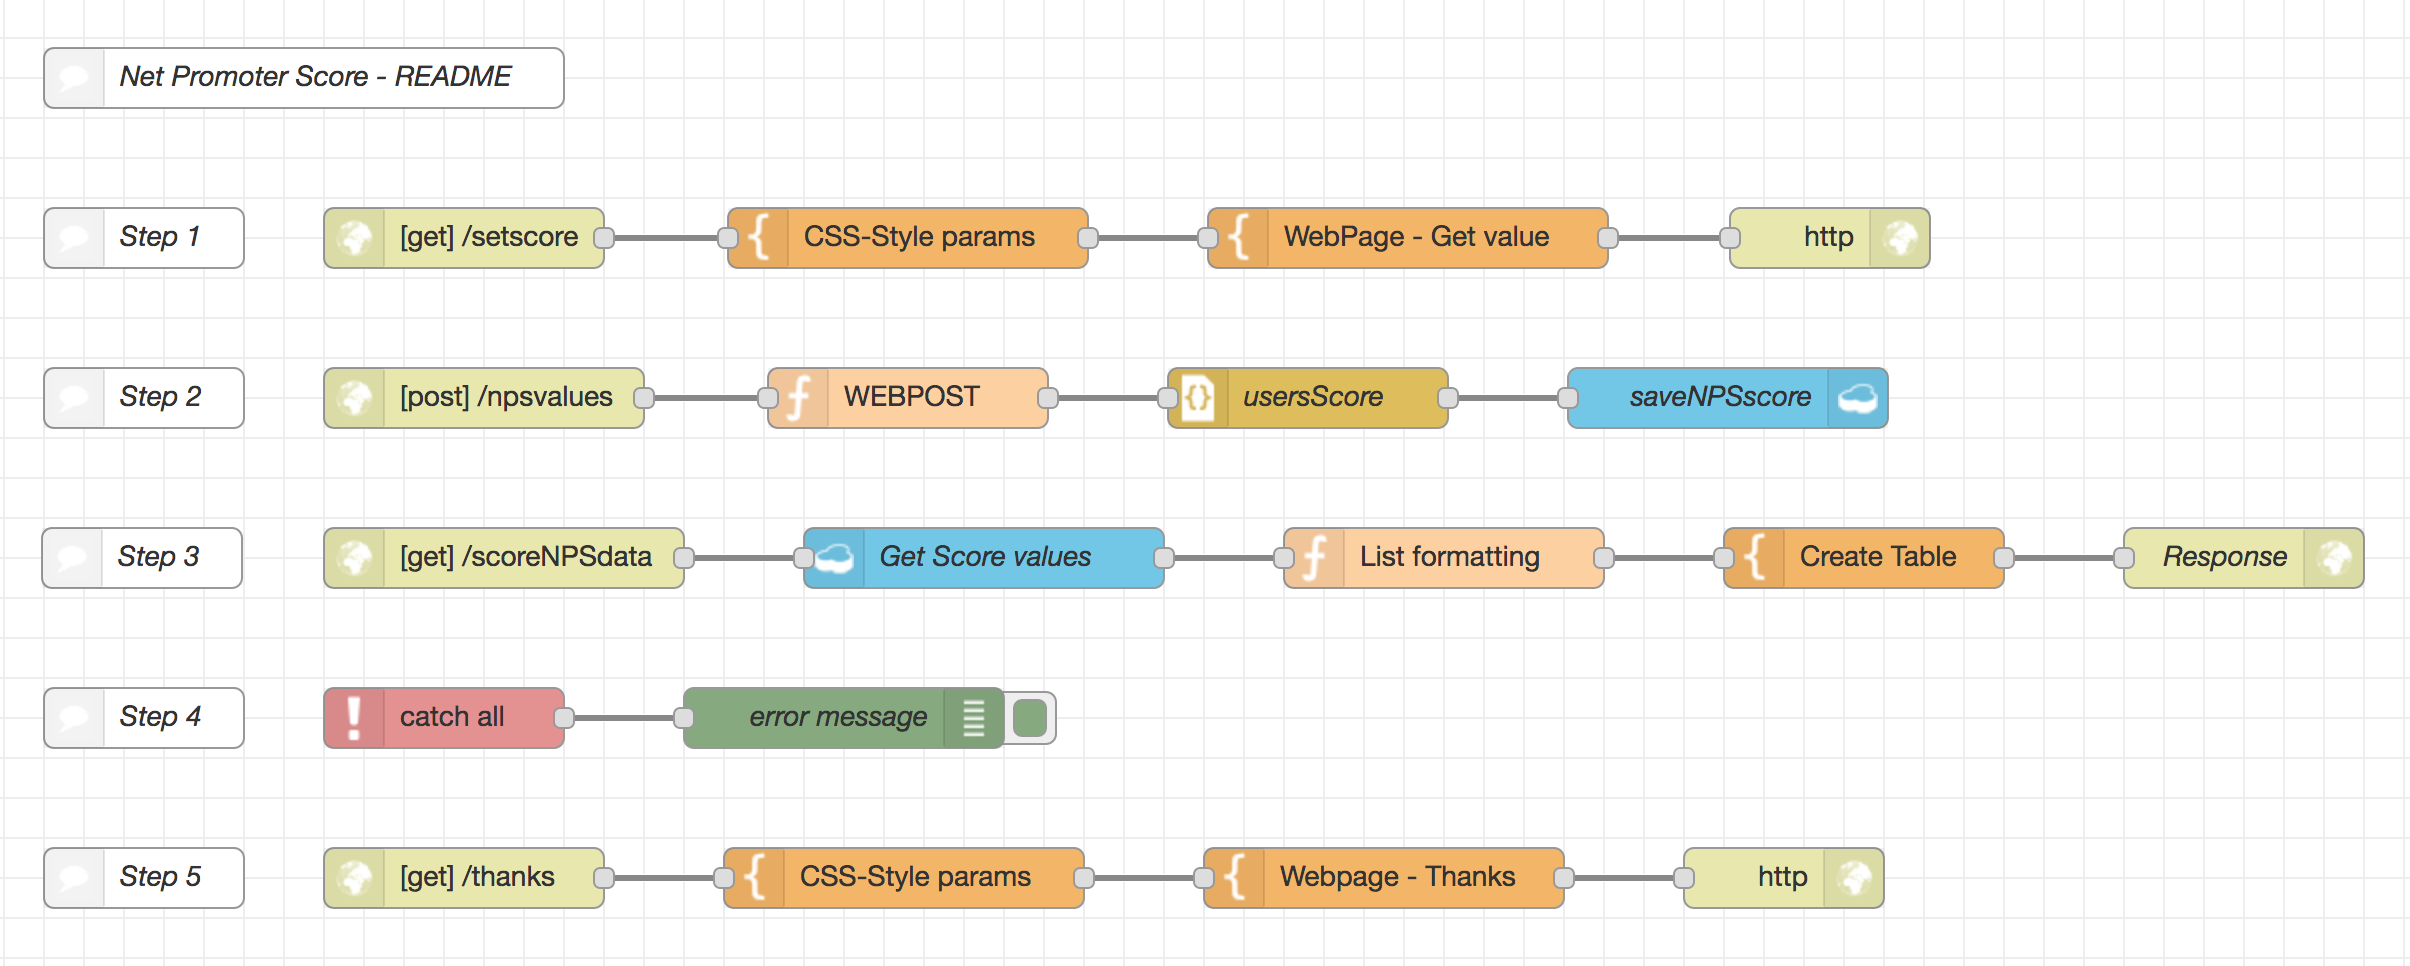 Net Promoter Score - README
Step 1
[get] /setscore
CSS-Style params
WebPage - Get value
http
Step 2
[post] /npsvalues
WEBPOST
usersScore
saveNPSscore
Step 3
[get] /scoreNPSdata
Get Score values
List formatting
Create Table
Response
Step 4
catch all
error message
Step 5
[get] /thanks
CSS-Style params
Webpage - Thanks
http